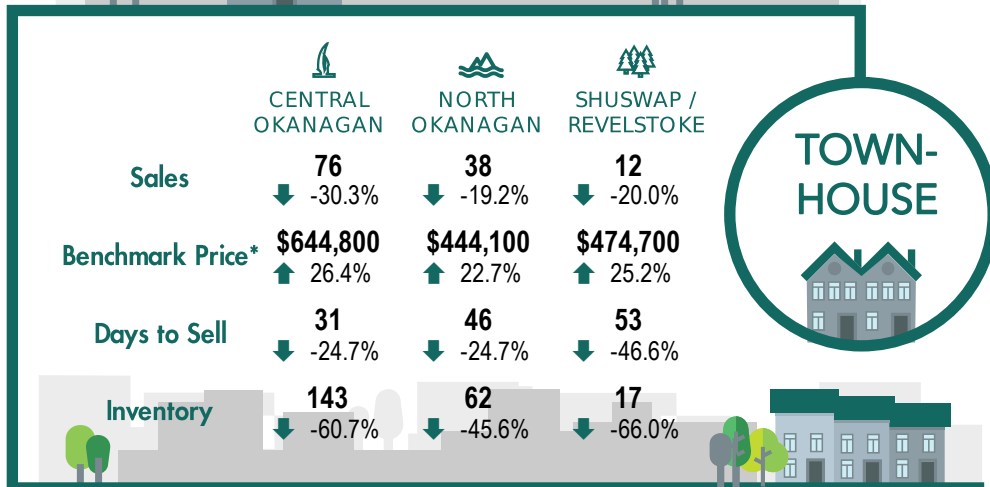 CENTRAL OKANAGAN
NORTH OKANAGAN
SHUSWAP / REVELSTOKE
TOWN-
HOUSE
Sales
76
38
12
-30.3%
-19.2%
-20.0%
Benchmark Price*
$644,800
$444,100
$474,700
26.4%
22.7%
25.2%
Days to Sell
31
46
53
-24.7%
-24.7%
-46.6%
Inventory
143
62
17
-60.7%
-45.6%
-66.0%